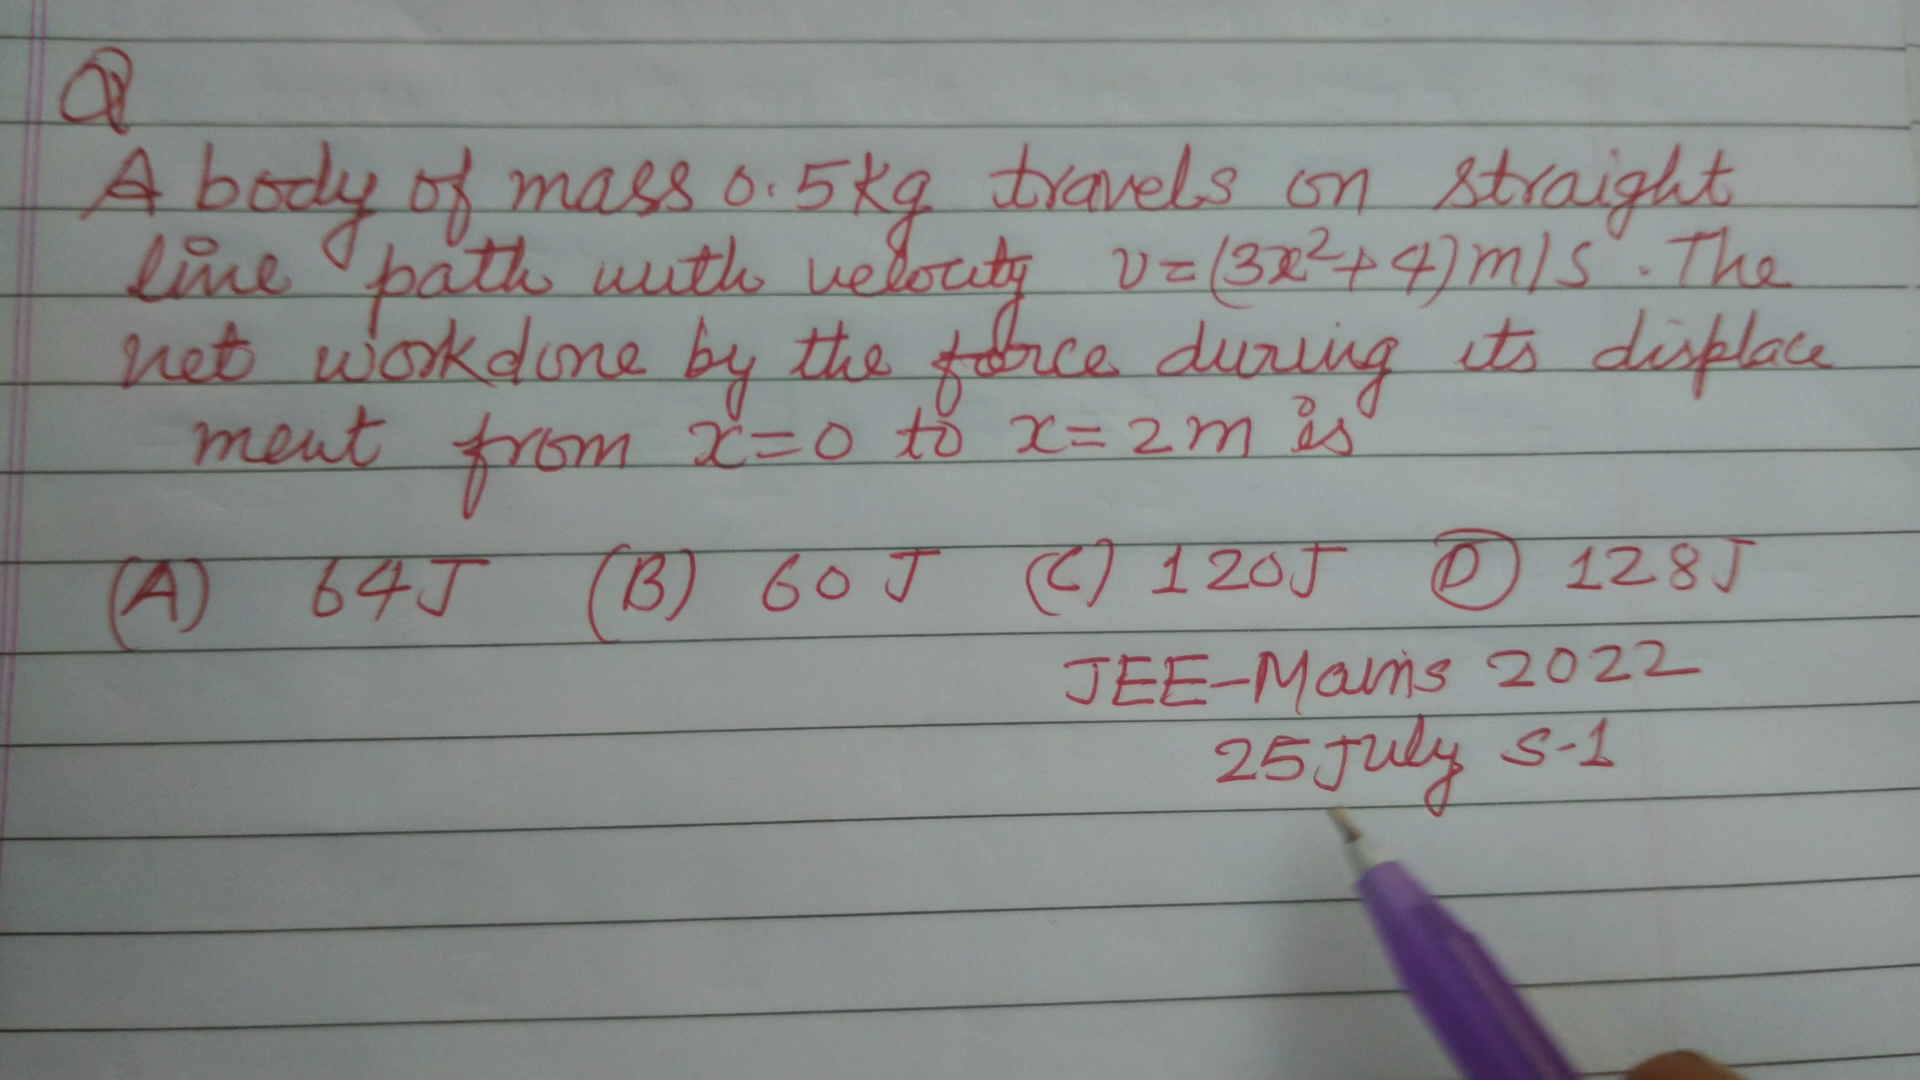 Q
A body of mass 0.5kg travels on straight
line path with velocity v=(3x²+4)m/s. The
net workdone by the force during its displace
ment from x=0 to x=2m is
(A) 64J (B) 60J (C) 120J (D) 128J
JEE-Mains 2022
25 July S-1